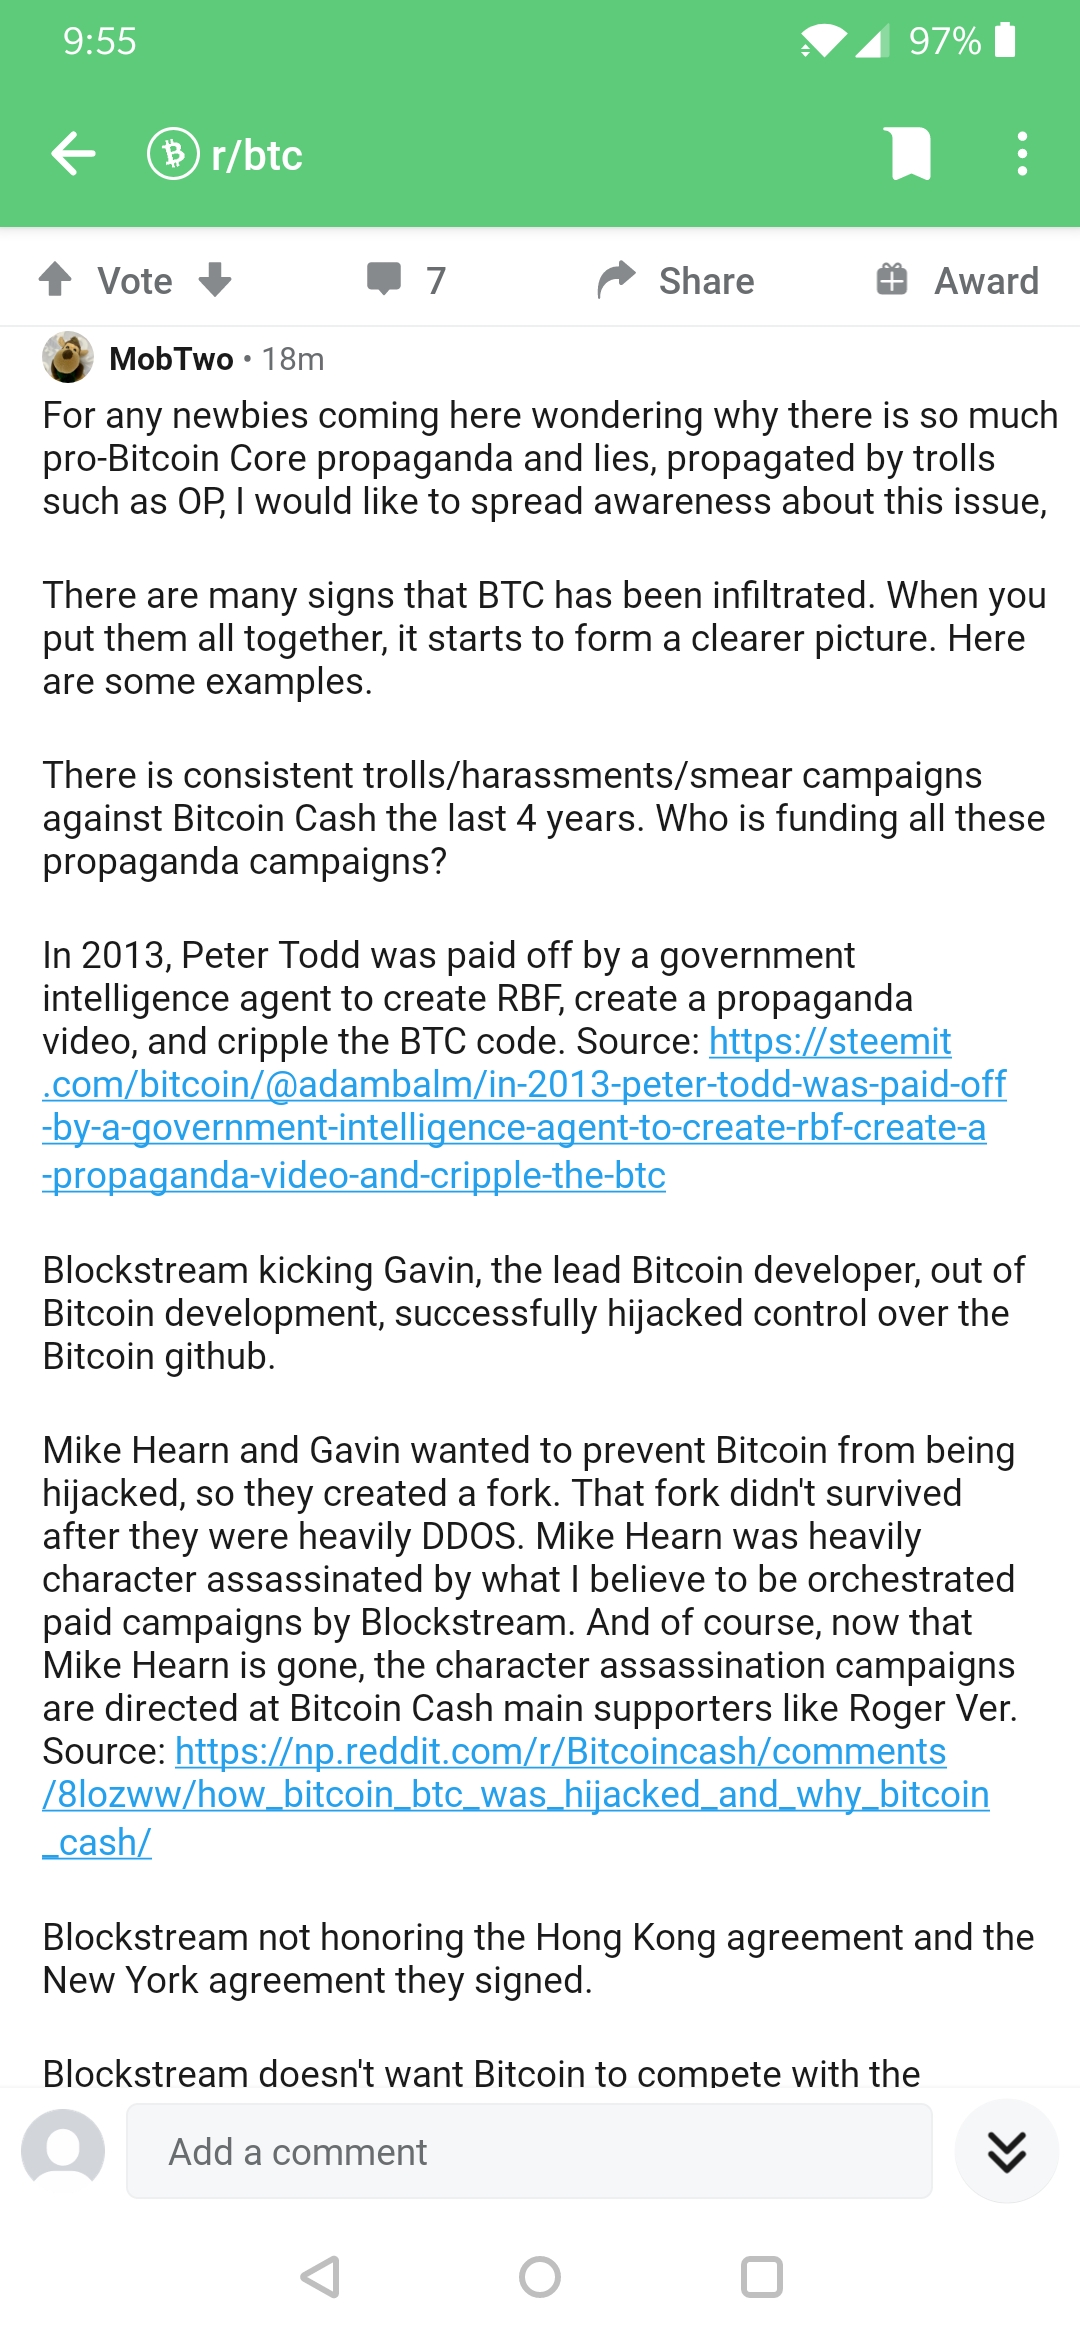 9:55
97%
r/btc
Vote
7
Share
Award
MobTwo • 18m
For any newbies coming here wondering why there is so much
pro-Bitcoin Core propaganda and lies, propagated by trolls
such as OP, I would like to spread awareness about this issue,
There are many signs that BTC has been infiltrated. When you
put them all together, it starts to form a clearer picture. Here
are some examples.
There is consistent trolls/harassments/smear campaigns
against Bitcoin Cash the last 4 years. Who is funding all these
propaganda campaigns?
In 2013, Peter Todd was paid off by a government
intelligence agent to create RBF, create a propaganda
video, and cripple the BTC code. Source: https://steemit
.com/bitcoin/@adambalm/in-2013-peter-todd-was-paid-off
-by-a-government-intelligence-agent-to-create-rbf-create-a
-propaganda-video-and-cripple-the-btc
Blockstream kicking Gavin, the lead Bitcoin developer, out of
Bitcoin development, successfully hijacked control over the
Bitcoin github.
Mike Hearn and Gavin wanted to prevent Bitcoin from being
hijacked, so they created a fork. That fork didn't survived
after they were heavily DDOS. Mike Hearn was heavily
character assassinated by what I believe to be orchestrated
paid campaigns by Blockstream. And of course, now that
Mike Hearn is gone, the character assassination campaigns
are directed at Bitcoin Cash main supporters like Roger Ver.
Source: https://np.reddit.com/r/Bitcoincash/comments
/8lozww/how_bitcoin_btc_was_hijacked_and_why_bitcoin
_cash/
Blockstream not honoring the Hong Kong agreement and the
New York agreement they signed.
Blockstream doesn't want Bitcoin to compete with the
Add a comment